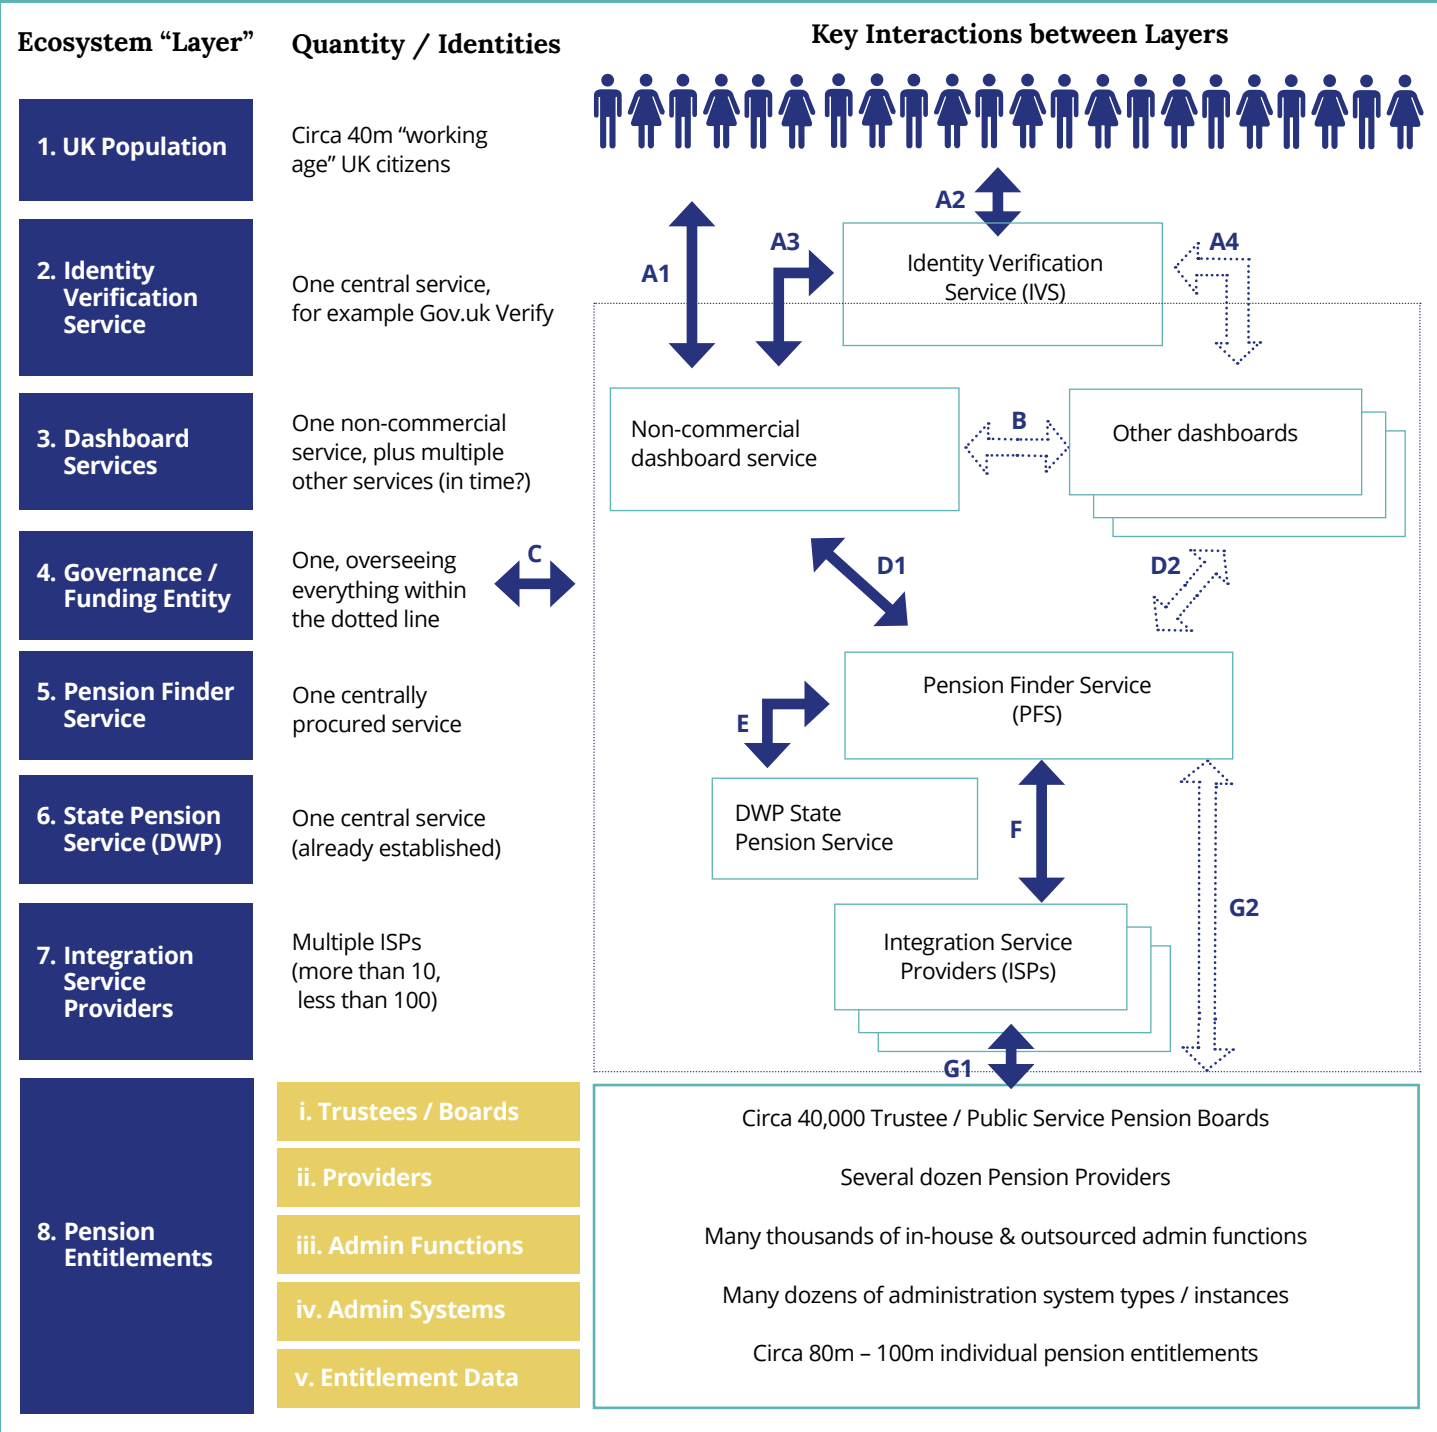 Ecosystem “Layer”
Quantity / Identities
Key Interactions between Layers
1. UK Population
Circa 40m “working
age” UK citizens
A1
A2
A3
A4
2. Identity
Verification
Service
One central service,
for example Gov.uk Verify
Identity Verification
Service (IVS)
3. Dashboard
Services
One non-commercial
service, plus multiple
other services (in time?)
Non-commercial
dashboard service
B
Other dashboards
4. Governance /
Funding Entity
One, overseeing
everything within
the dotted line
C
D1
D2
5. Pension Finder
Service
One centrally
procured service
Pension Finder Service
(PFS)
E
6. State Pension
Service (DWP)
One central service
(already established)
DWP State
Pension Service
F
G2
7. Integration
Service
Providers
Multiple ISPs
(more than 10,
less than 100)
Integration Service
Providers (ISPs)
G1
8. Pension
Entitlements
i. Trustees / Boards
Circa 40,000 Trustee / Public Service Pension Boards
ii. Providers
Several dozen Pension Providers
iii. Admin Functions
Many thousands of in-house & outsourced admin functions
iv. Admin Systems
Many dozens of administration system types / instances
v. Entitlement Data
Circa 80m – 100m individual pension entitlements